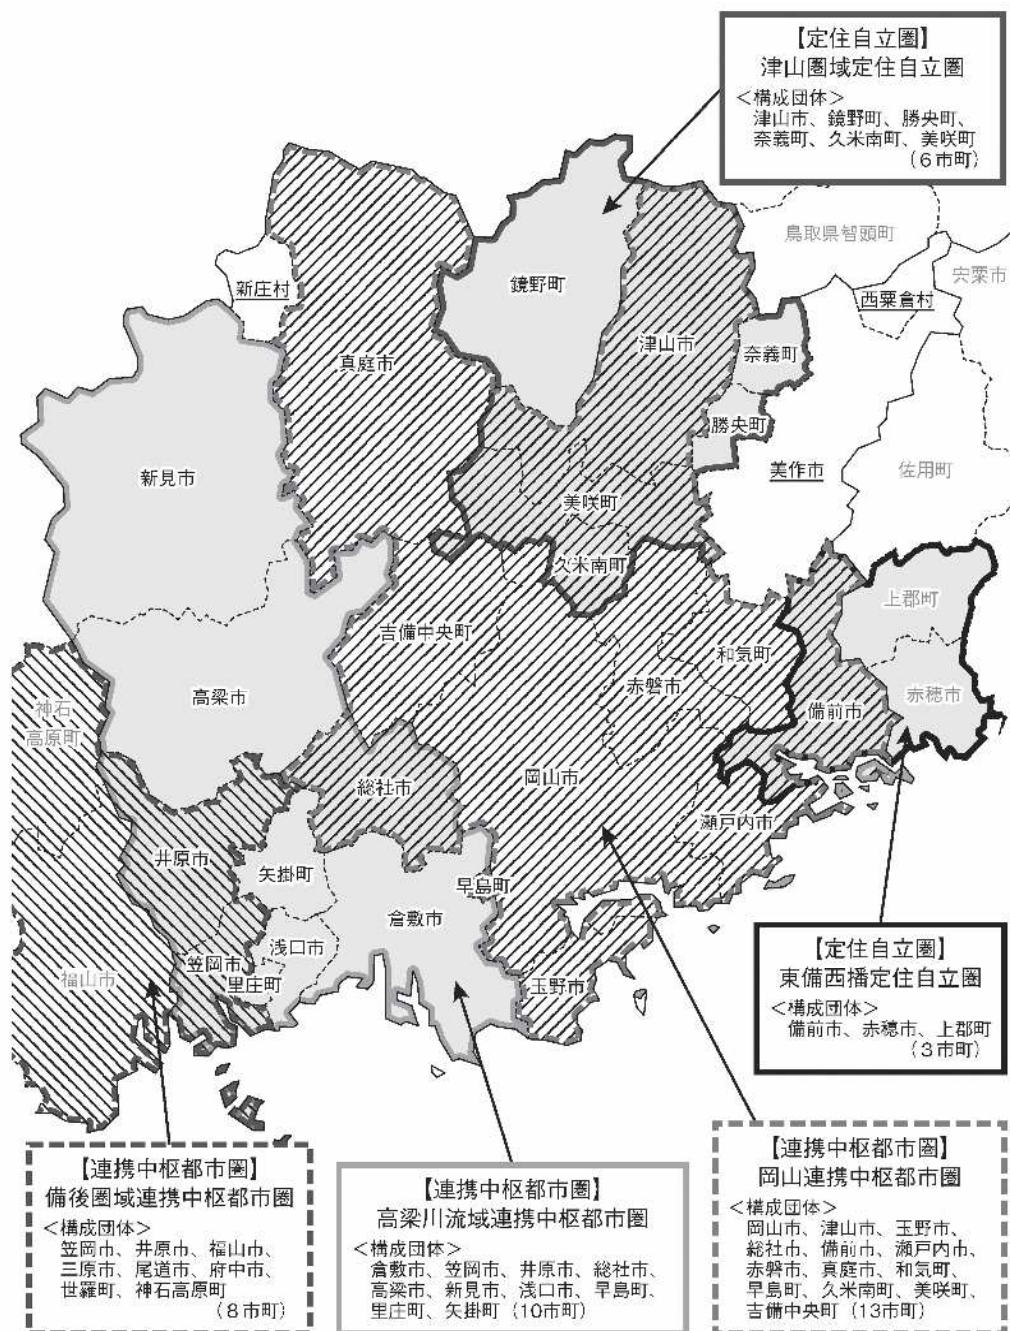 【定住自立圏】
津山圏域定住自立圏
＜構成団体＞
津山市、鏡野町、勝央町、
奈義町、久米南町、美咲町
（６市町）
鳥取県智頭町
宍粟市
西粟倉村
新庄村
鏡野町
津山市
奈義町
真庭市
勝央町
美作市
佐用町
新見市
美咲町
久米南町
上郡町
吉備中央町
和気町
赤磐市
高梁市
備前市
赤穂市
神石
高原町
総社市
岡山市
瀬戸内市
井原市
矢掛町
早島町
倉敷市
浅口市
笠岡市
里庄町
福山市
玉野市
【定住自立圏】
東備西播定住自立圏
＜構成団体＞
備前市、赤穂市、上郡町
（３市町）
【連携中枢都市圏】
備後圏域連携中枢都市圏
＜構成団体＞
笠岡市、井原市、福山市、
三原市、尾道市、府中市、
世羅町、神石高原町
（８市町）
【連携中枢都市圏】
高梁川流域連携中枢都市圏
＜構成団体＞
倉敷市、笠岡市、井原市、総社市、
高梁市、新見市、浅口市、早島町、
里庄町、矢掛町（10市町）
【連携中枢都市圏】
岡山連携中枢都市圏
＜構成団体＞
岡山市、津山市、玉野市、
総社市、備前市、瀬戸内市、
赤磐市、真庭市、和気町、
早島町、久米南町、美咲町、
吉備中央町（13市町）